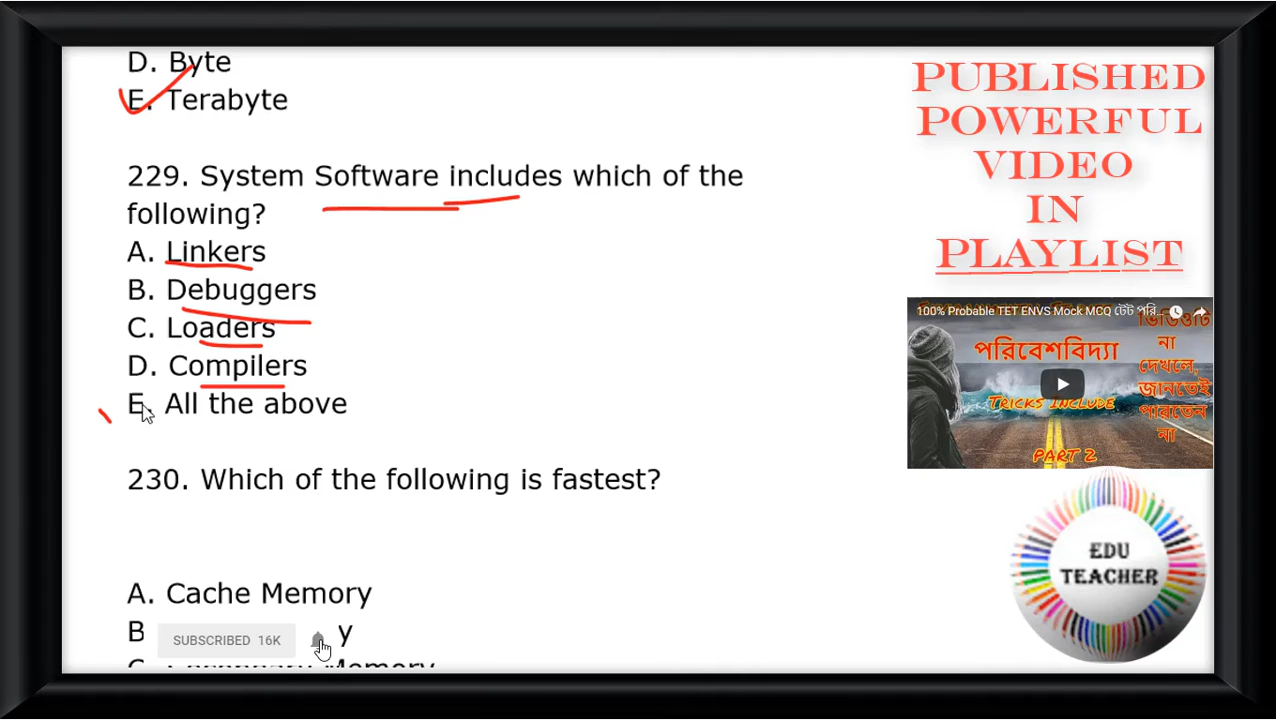 D. Byte
E. Terabyte
229. System Software includes which of the
following?
A. Linkers
B. Debuggers
C. Loaders
D. Compilers
E. All the above
230. Which of the following is fastest?
A. Cache Memory
B
SUBSCRIBED 16K
y
Memory
PUBLISHED
POWERFUL
VIDEO
IN
PLAYLIST
100% Probable TET ENVS Mock MCQ টেট পরি...
ভিডিওটি
না
দেখলে,
জানতেই
পারতেন
না
পরিবেশবিদ্যা
TRICKS INCLUDE
PART 2
EDU
TEACHER